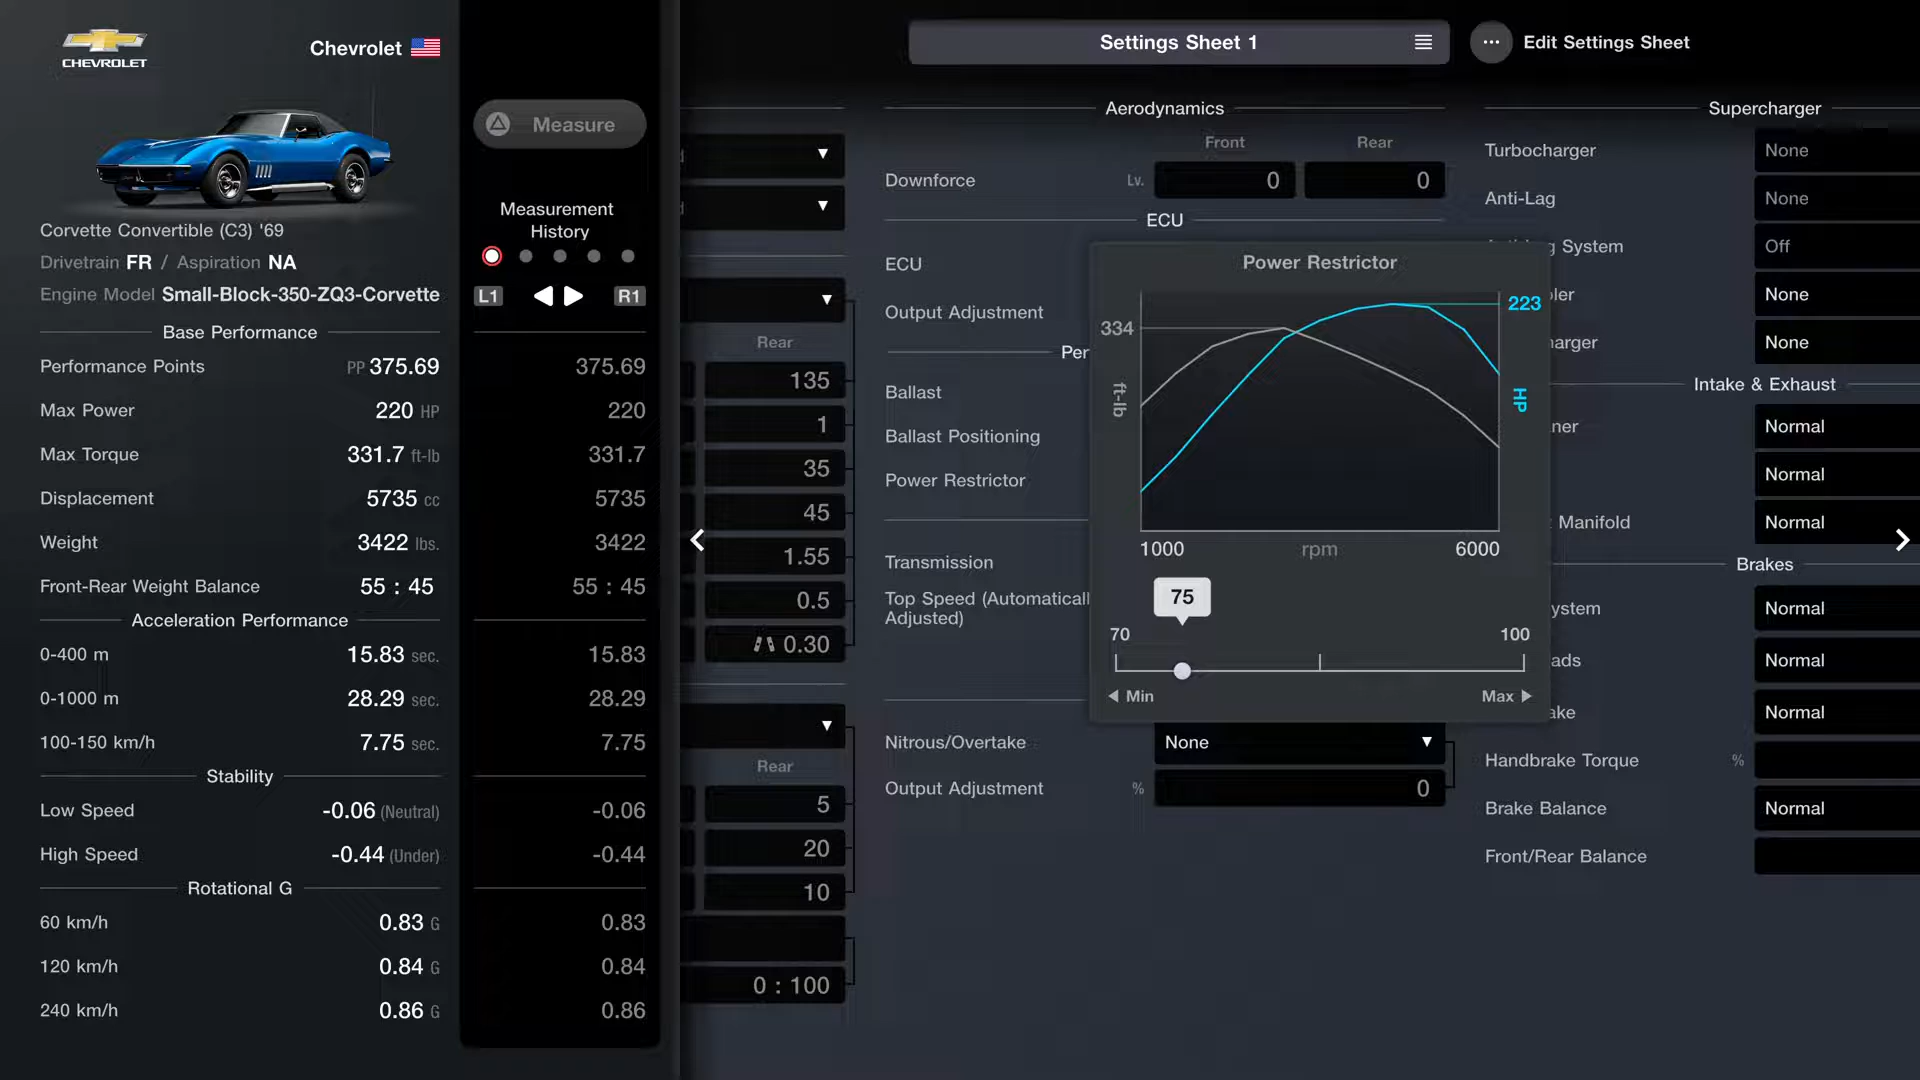 CHEVROLET
Chevrolet
Corvette Convertible (C3) '69
Drivetrain FR / Aspiration NA
Engine Model Small-Block-350-ZQ3-Corvette
Base Performance
Performance Points PP 375.69
Max Power 220 HP
Max Torque 331.7 ft-lb
Displacement 5735 cc
Weight 3422 lbs.
Front-Rear Weight Balance 55 : 45
Acceleration Performance
0-400 m 15.83 sec.
0-1000 m 28.29 sec.
100-150 km/h 7.75 sec.
Stability
Low Speed -0.06 (Neutral)
High Speed -0.44 (Under)
Rotational G
60 km/h 0.83 G
120 km/h 0.84 G
240 km/h 0.86 G
Measure
Measurement
History
L1 R1
375.69
220
331.7
5735
3422
55 : 45
15.83
28.29
7.75
-0.06
-0.44
0.83
0.84
0.86
Rear
135
1
35
45
1.55
0.5
0.30
Rear
5
20
10
0 : 100
Settings Sheet 1
Edit Settings Sheet
Aerodynamics
Front Rear
Downforce Lv. 0 0
ECU
ECU
Output Adjustment
Ballast
Ballast Positioning
Power Restrictor
Transmission
Top Speed (Automaticall
Adjusted)
Nitrous/Overtake None
Output Adjustment % 0
Power Restrictor
334 223
ft-lb HP
1000 rpm 6000
75
70 100
Min Max
Supercharger
Turbocharger None
Anti-Lag None
System Off
None
None
Intake & Exhaust
Normal
Normal
Manifold Normal
Brakes
Normal
Normal
Normal
Handbrake Torque %
Brake Balance Normal
Front/Rear Balance